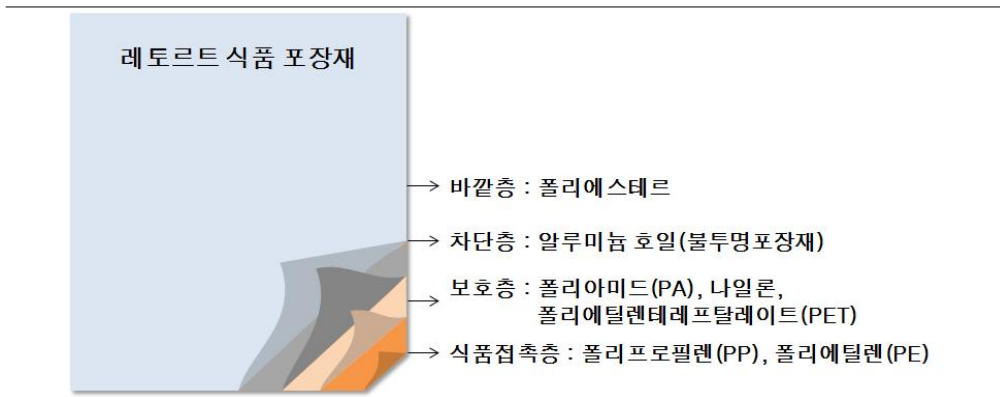 레토르트 식품 포장재
바깥층 : 폴리에스테르
차단층 : 알루미늄 호일(불투명포장재)
보호층 : 폴리아미드(PA), 나일론,
폴리에틸렌테레프탈레이트(PET)
식품접촉층 : 폴리프로필렌(PP), 폴리에틸렌(PE)